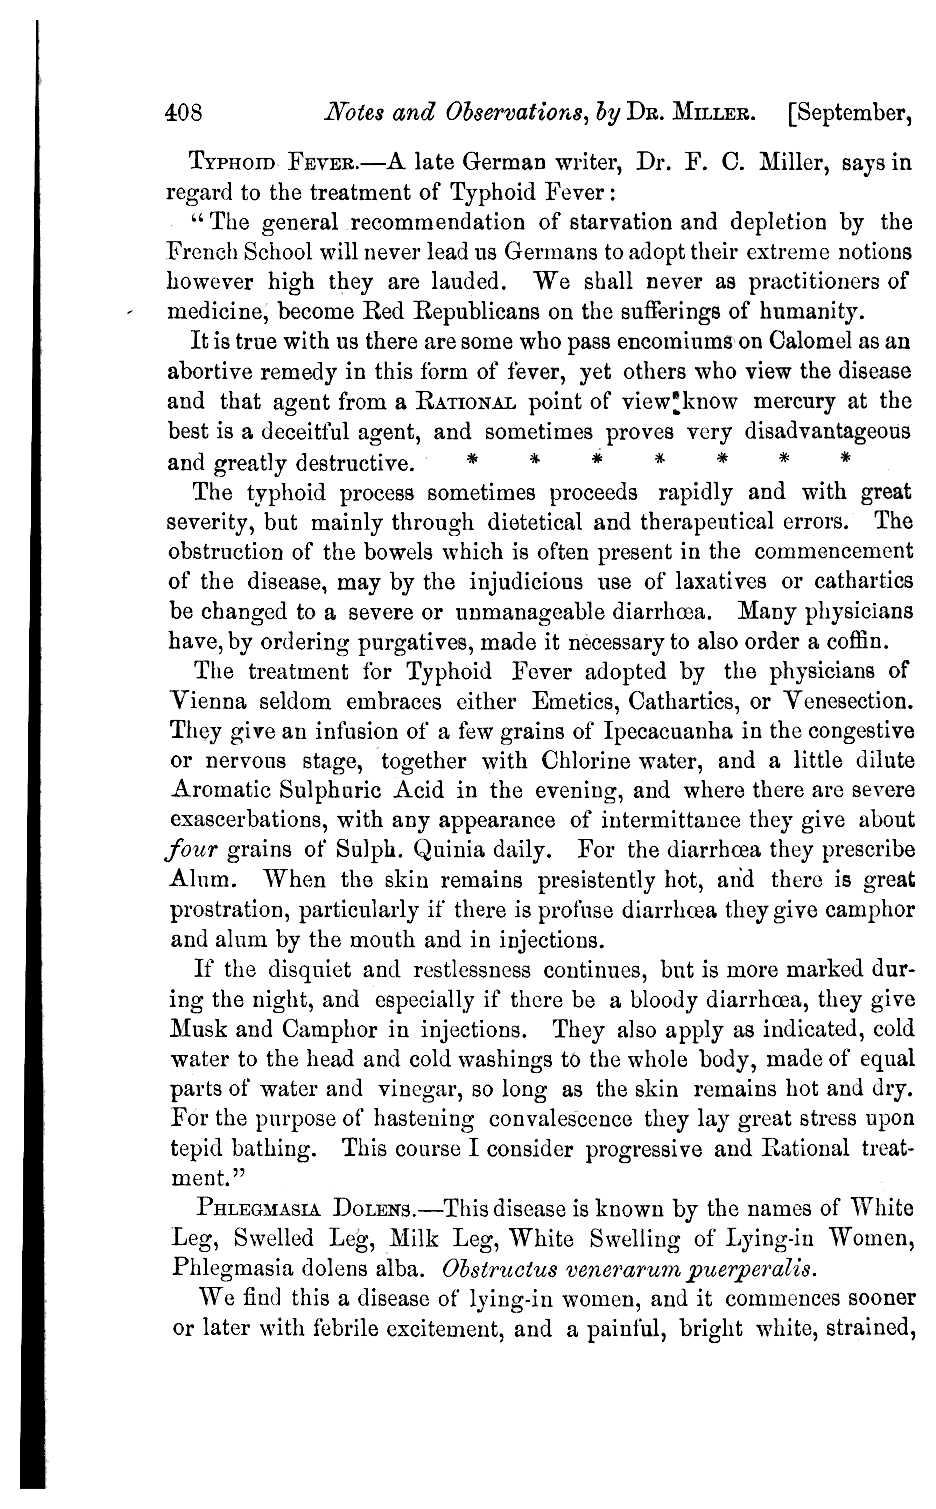 408 Notes and Observations, by DR. MILLER. [September,
TYPHOID FEVER.—A late German writer, Dr. F. C. Miller, says in
regard to the treatment of Typhoid Fever:
"The general recommendation of starvation and depletion by the
French School will never lead us Germans to adopt their extreme notions
however high they are lauded. We shall never as practitioners of
medicine, become Red Republicans on the sufferings of humanity.
It is true with us there are some who pass encomiums on Calomel as an
abortive remedy in this form of fever, yet others who view the disease
and that agent from a RATIONAL point of view know mercury at the
best is a deceitful agent, and sometimes proves very disadvantageous
and greatly destructive. * * * * * * *
The typhoid process sometimes proceeds rapidly and with great
severity, but mainly through dietetical and therapeutical errors. The
obstruction of the bowels which is often present in the commencement
of the disease, may by the injudicious use of laxatives or cathartics
be changed to a severe or unmanageable diarrhœa. Many physicians
have, by ordering purgatives, made it necessary to also order a coffin.
The treatment for Typhoid Fever adopted by the physicians of
Vienna seldom embraces either Emetics, Cathartics, or Venesection.
They give an infusion of a few grains of Ipecacuanha in the congestive
or nervous stage, together with Chlorine water, and a little dilute
Aromatic Sulphuric Acid in the evening, and where there are severe
exascerbations, with any appearance of intermittance they give about
four grains of Sulph. Quinia daily. For the diarrhœa they prescribe
Alum. When the skin remains presistently hot, and there is great
prostration, particularly if there is profuse diarrhœa they give camphor
and alum by the mouth and in injections.
If the disquiet and restlessness continues, but is more marked dur-
ing the night, and especially if there be a bloody diarrhœa, they give
Musk and Camphor in injections. They also apply as indicated, cold
water to the head and cold washings to the whole body, made of equal
parts of water and vinegar, so long as the skin remains hot and dry.
For the purpose of hastening convalescence they lay great stress upon
tepid bathing. This course I consider progressive and Rational treat-
ment."
PHLEGMASIA DOLENS.—This disease is known by the names of White
Leg, Swelled Leg, Milk Leg, White Swelling of Lying-in Women,
Phlegmasia dolens alba. Obstructus venerarum puerperalis.
We find this a disease of lying-in women, and it commences sooner
or later with febrile excitement, and a painful, bright white, strained,